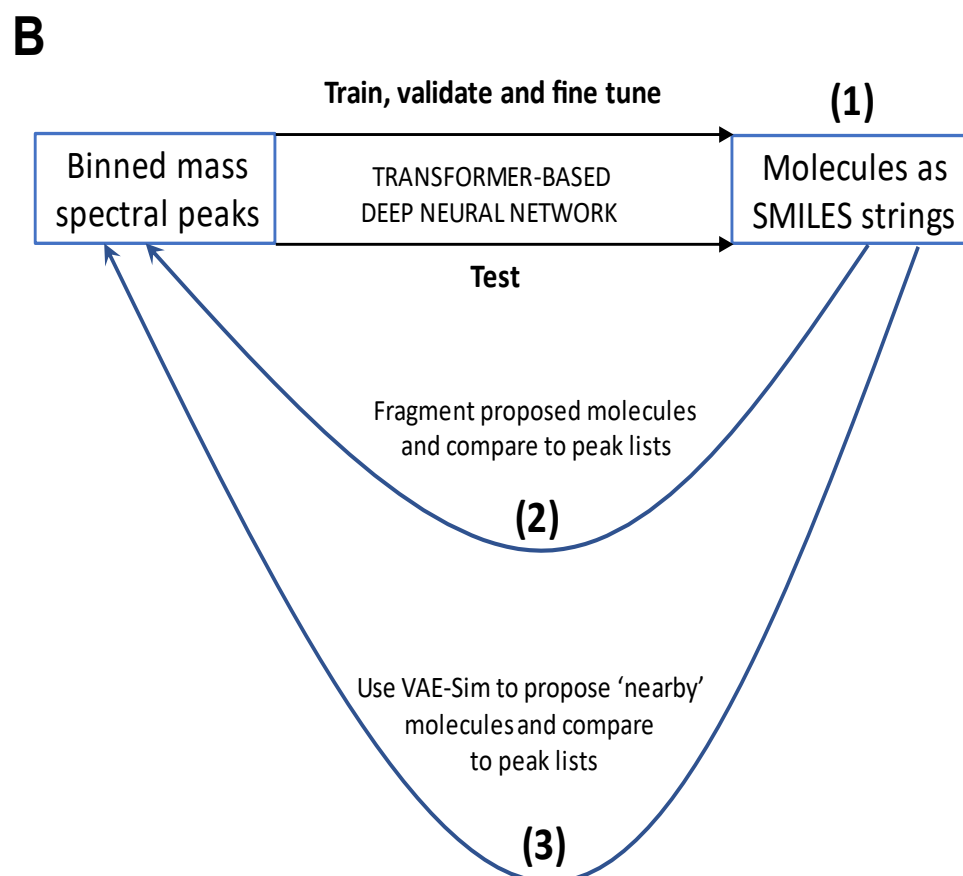 B
Train, validate and fine tune
(1)
Binned mass
spectral peaks
TRANSFORMER-BASED
DEEP NEURAL NETWORK
Molecules as
SMILES strings
Test
Fragment proposed molecules
and compare to peak lists
(2)
Use VAE-Sim to propose ‘nearby’
molecules and compare
to peak lists
(3)